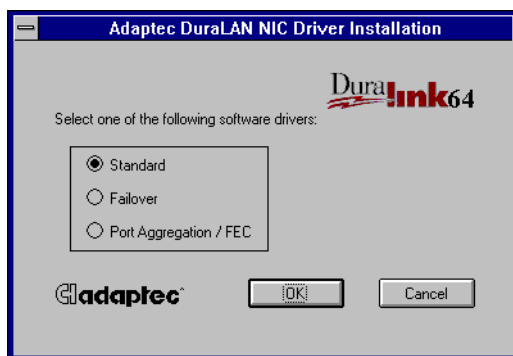 Adaptec DuraLAN NIC Driver Installation
Duralink64
Select one of the following software drivers:
Standard
Failover
Port Aggregation / FEC
adaptec
OK
Cancel